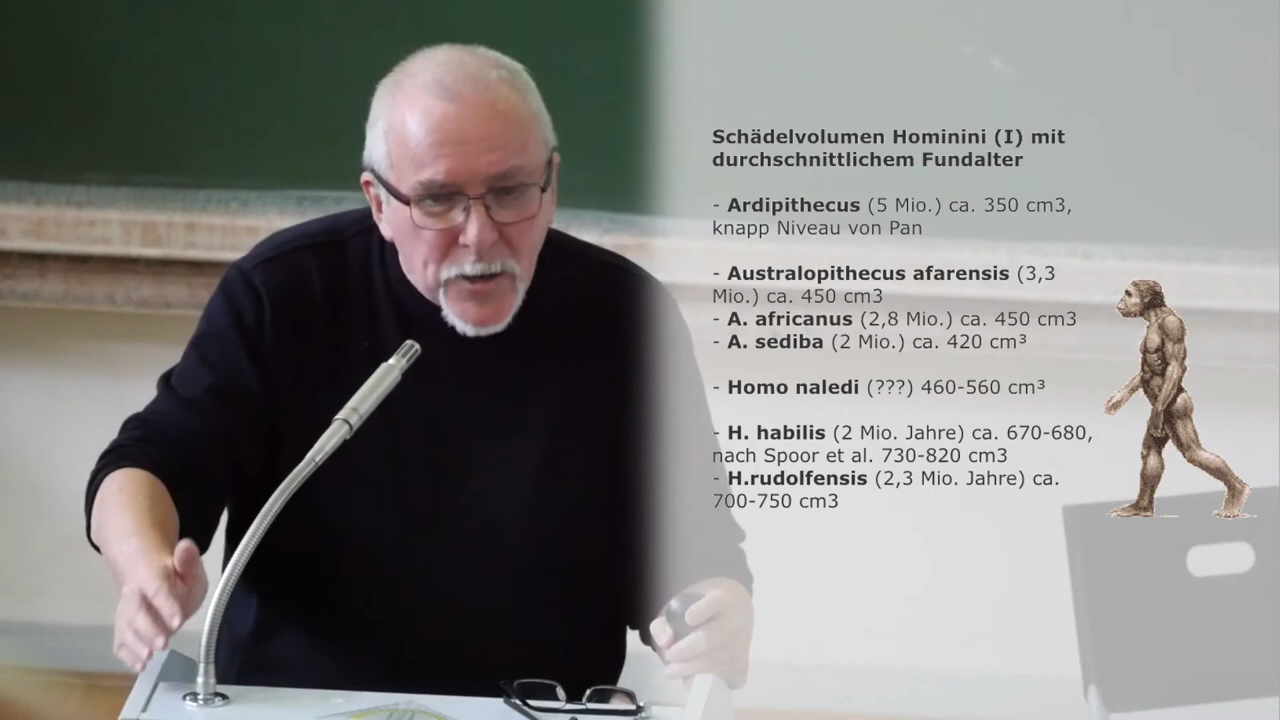 Schädelvolumen Hominini (I) mit
durchschnittlichem Fundalter
- Ardipithecus (5 Mio.) ca. 350 cm3,
knapp Niveau von Pan
- Australopithecus afarensis (3,3
Mio.) ca. 450 cm3
- A. africanus (2,8 Mio.) ca. 450 cm3
- A. sediba (2 Mio.) ca. 420 cm³
- Homo naledi (???) 460-560 cm³
- H. habilis (2 Mio. Jahre) ca. 670-680,
nach Spoor et al. 730-820 cm3
- H.rudolfensis (2,3 Mio. Jahre) ca.
700-750 cm3